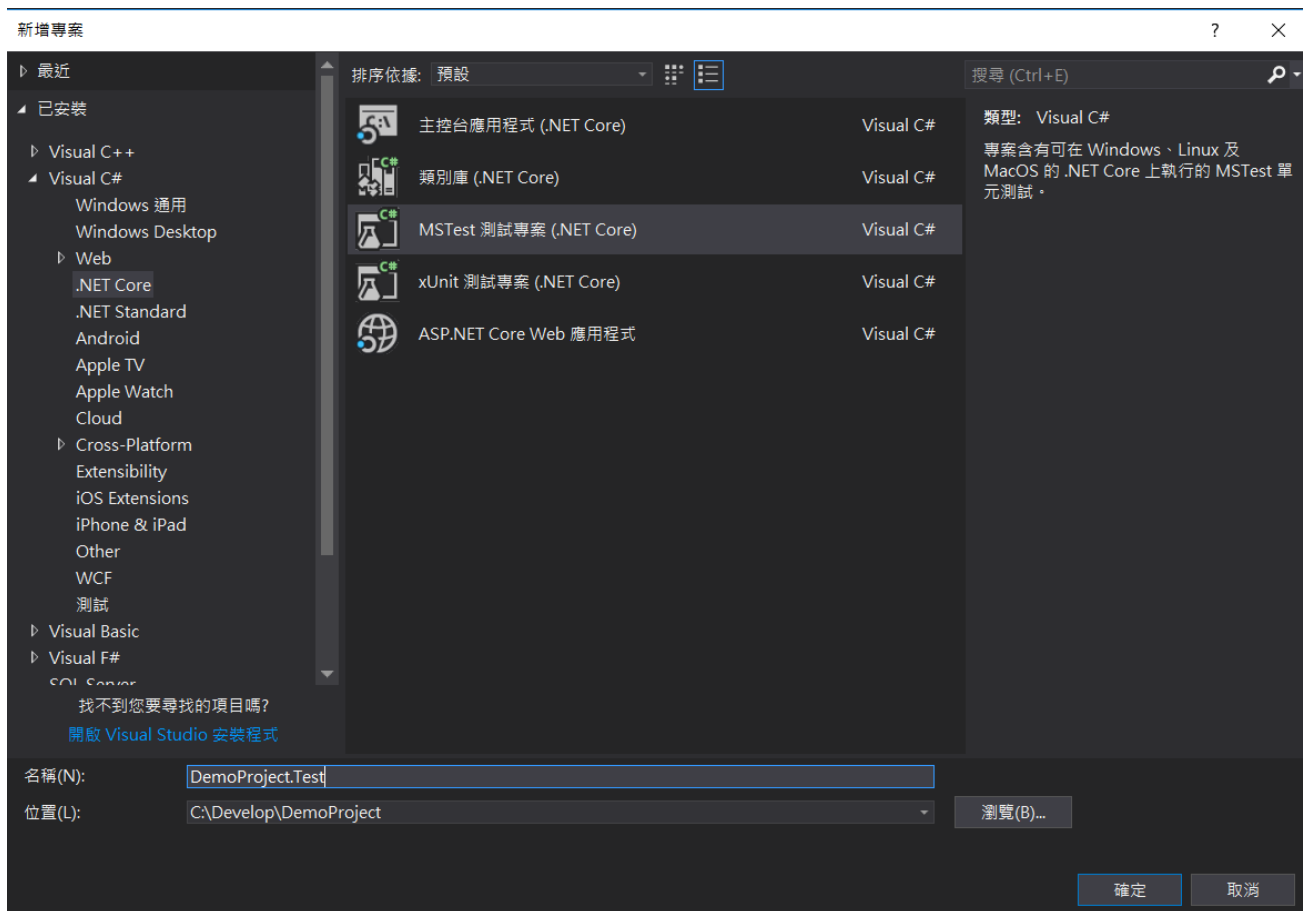 新增專案
?
最近
已安裝
Visual C++
Visual C#
Windows 通用
Windows Desktop
Web
.NET Core
.NET Standard
Android
Apple TV
Apple Watch
Cloud
Cross-Platform
Extensibility
iOS Extensions
iPhone & iPad
Other
WCF
測試
Visual Basic
Visual F#
SQL Server
找不到您要尋找的項目嗎?
開啟 Visual Studio 安裝程式
排序依據: 預設
搜尋 (Ctrl+E)
主控台應用程式 (.NET Core) Visual C#
類別庫 (.NET Core) Visual C#
MSTest 測試專案 (.NET Core) Visual C#
xUnit 測試專案 (.NET Core) Visual C#
ASP.NET Core Web 應用程式 Visual C#
類型: Visual C#
專案含有可在 Windows、Linux 及
MacOS 的 .NET Core 上執行的 MSTest 單
元測試。
名稱(N): DemoProject.Test
位置(L): C:\Develop\DemoProject
瀏覽(B)...
確定 取消